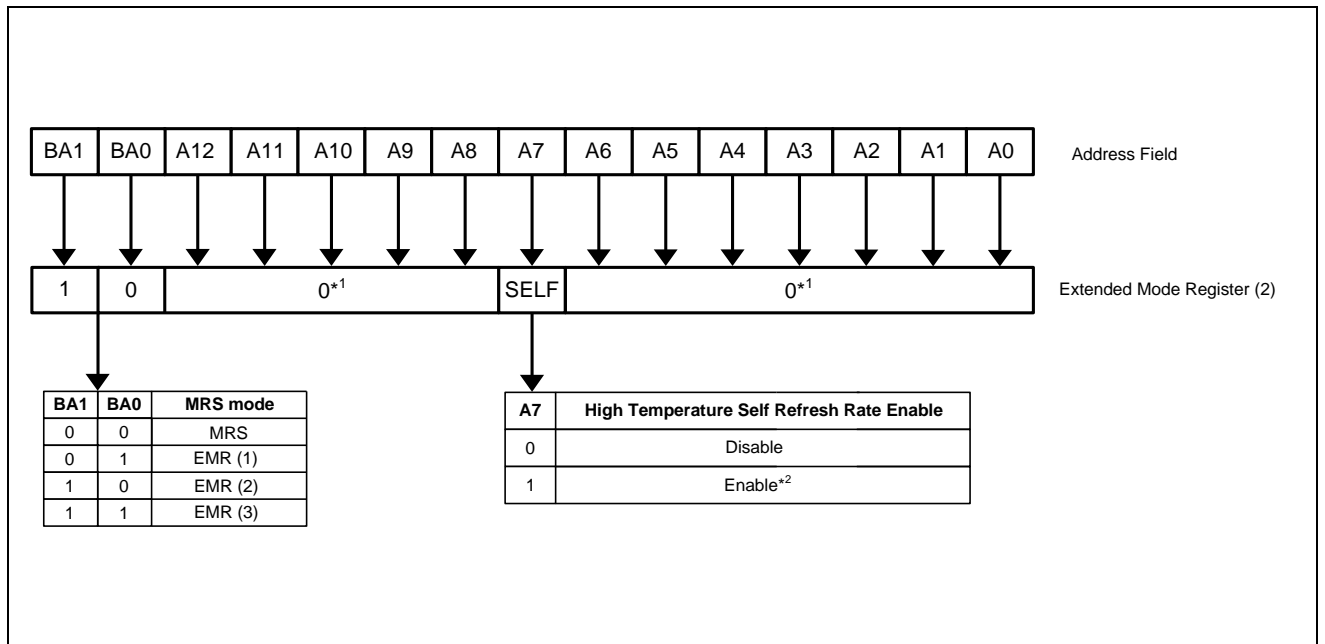 BA1 BA0 A12 A11 A10 A9 A8 A7 A6 A5 A4 A3 A2 A1 A0 Address Field
1 0 0*1 SELF 0*1 Extended Mode Register (2)
BA1 BA0 MRS mode
0 0 MRS
0 1 EMR (1)
1 0 EMR (2)
1 1 EMR (3)
A7 High Temperature Self Refresh Rate Enable
0 Disable
1 Enable*2